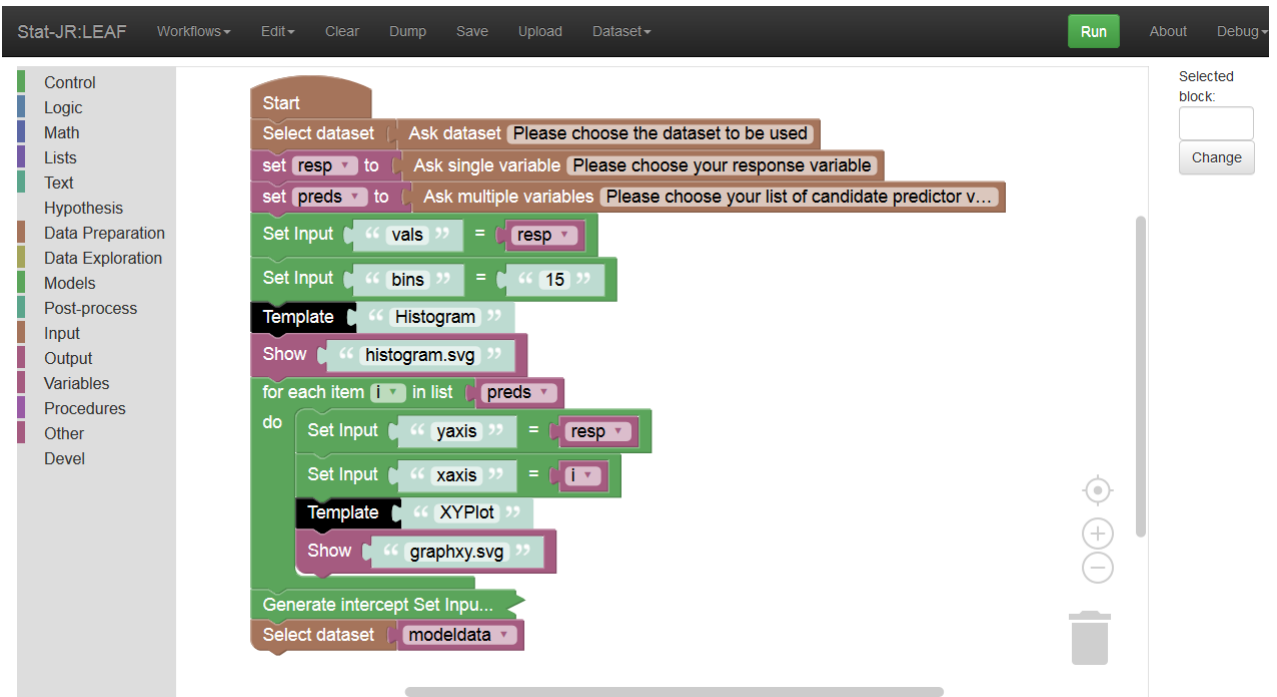 Stat-JR:LEAF Workflows Edit Clear Dump Save Upload Dataset Run About Debug
Control
Logic
Math
Lists
Text
Hypothesis
Data Preparation
Data Exploration
Models
Post-process
Input
Output
Variables
Procedures
Other
Devel
Start
Select dataset Ask dataset Please choose the dataset to be used
set resp to Ask single variable Please choose your response variable
set preds to Ask multiple variables Please choose your list of candidate predictor v...
Set Input “ vals ” = resp
Set Input “ bins ” = “ 15 ”
Template “ Histogram ”
Show “ histogram.svg ”
for each item i in list preds
do Set Input “ yaxis ” = resp
Set Input “ xaxis ” = i
Template “ XYPlot ”
Show “ graphxy.svg ”
Generate intercept Set Inpu...
Select dataset modeldata
Selected
block:
Change